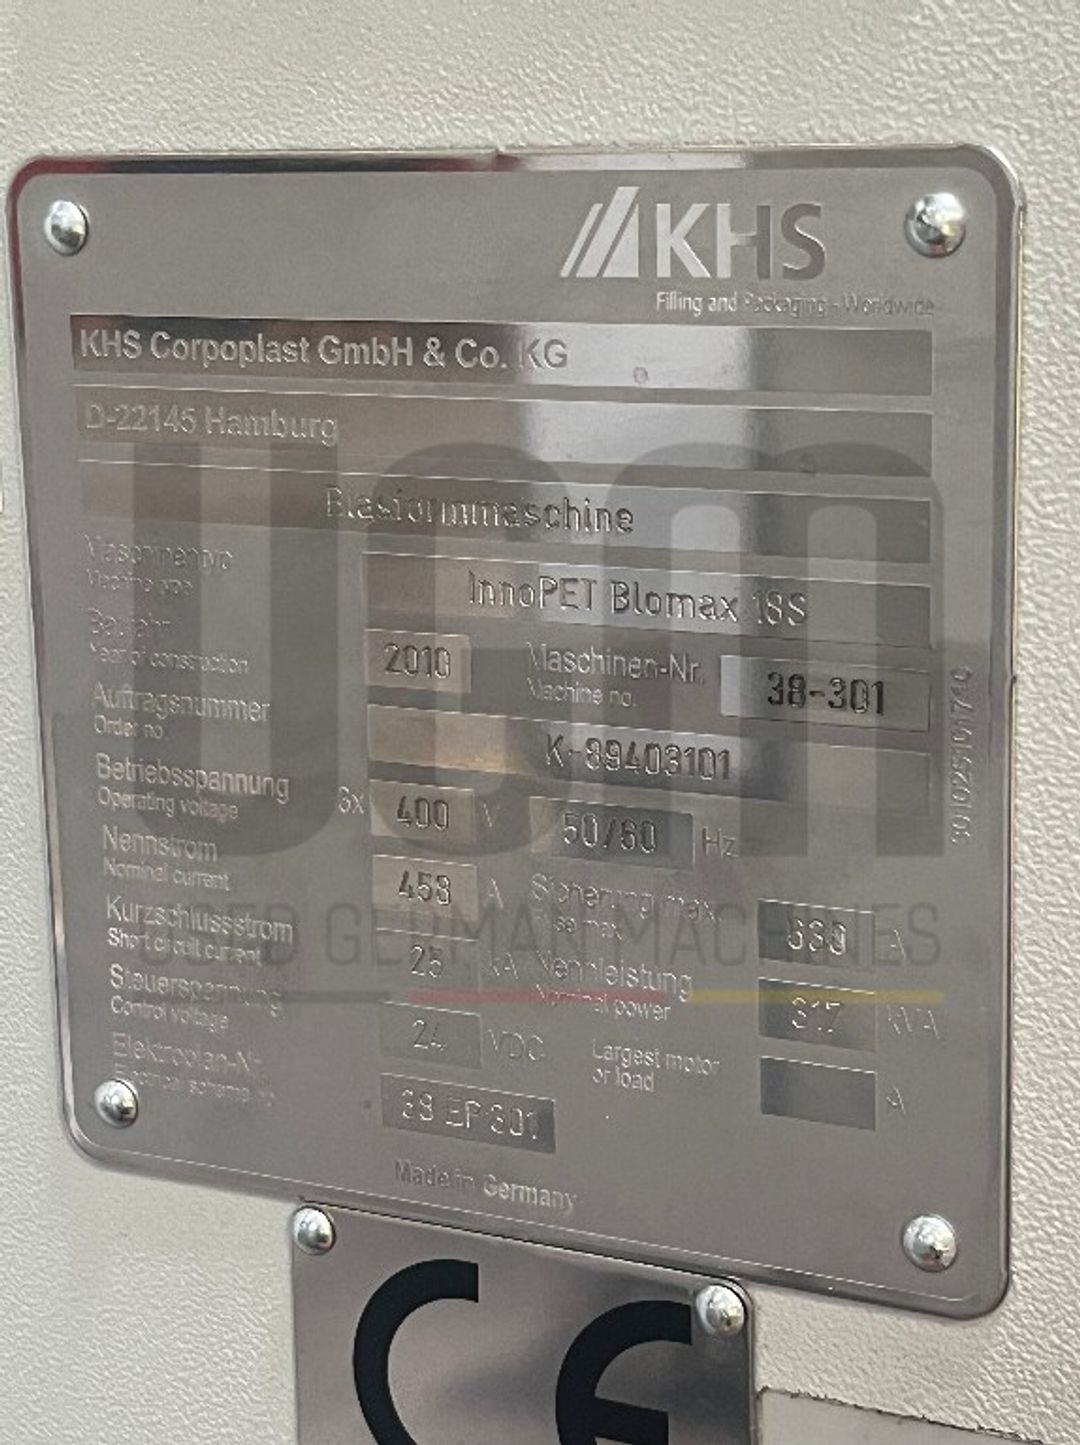 KHS
Filling and Packaging - Worldwide
KHS Corpoplast GmbH & Co. KG
D-22145 Hamburg
Blasformmaschine
Maschinentype
Machine type
InnoPET Blomax 18S
Baujahr
Year of construction
2010
Maschinen-Nr.
Machine no.
38-301
Auftragsnummer
Order no.
K-89403101
Betriebsspannung
Operating voltage
3x 400 V 50/60 Hz
Nennstrom
Nominal current
458 A
Sicherung max.
Fuse max.
630 A
Kurzschlussstrom
Short circuit current
25 kA
Nennleistung
Nominal power
317 kVA
Steuerspannung
Control voltage
24 VDC
Largest motor
or load
A
Elektroplan-Nr.
Electrical scheme no.
38 EP 301
Made in Germany
CE
USED GERMAN MACHINES
ugm